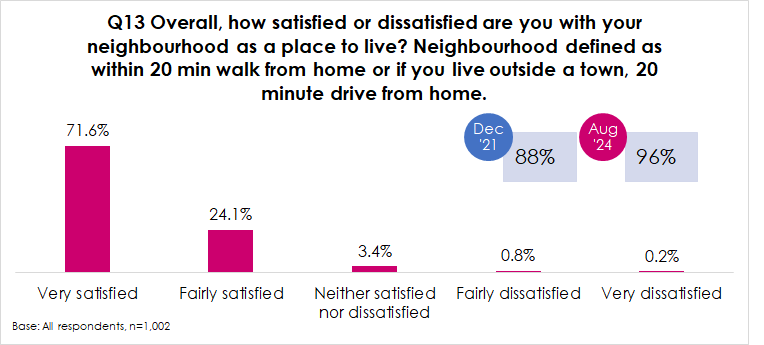 Q13 Overall, how satisfied or dissatisfied are you with your
neighbourhood as a place to live? Neighbourhood defined as
within 20 min walk from home or if you live outside a town, 20
minute drive from home.
Dec
'21
88%
Aug
'24
96%
71.6%
24.1%
3.4%
0.8%
0.2%
Very satisfied
Fairly satisfied
Neither satisfied
nor dissatisfied
Fairly dissatisfied
Very dissatisfied
Base: All respondents, n=1,002